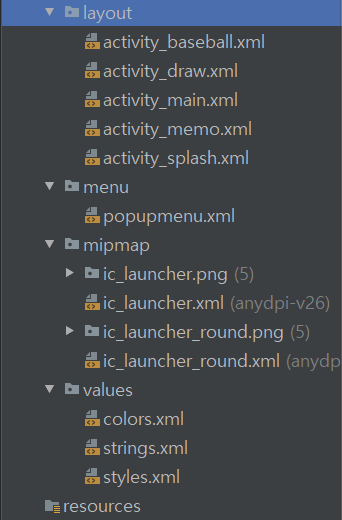 layout
activity_baseball.xml
activity_draw.xml
activity_main.xml
activity_memo.xml
activity_splash.xml
menu
popupmenu.xml
mipmap
ic_launcher.png (5)
ic_launcher.xml (anydpi-v26)
ic_launcher_round.png (5)
ic_launcher_round.xml (anydp
values
colors.xml
strings.xml
styles.xml
resources